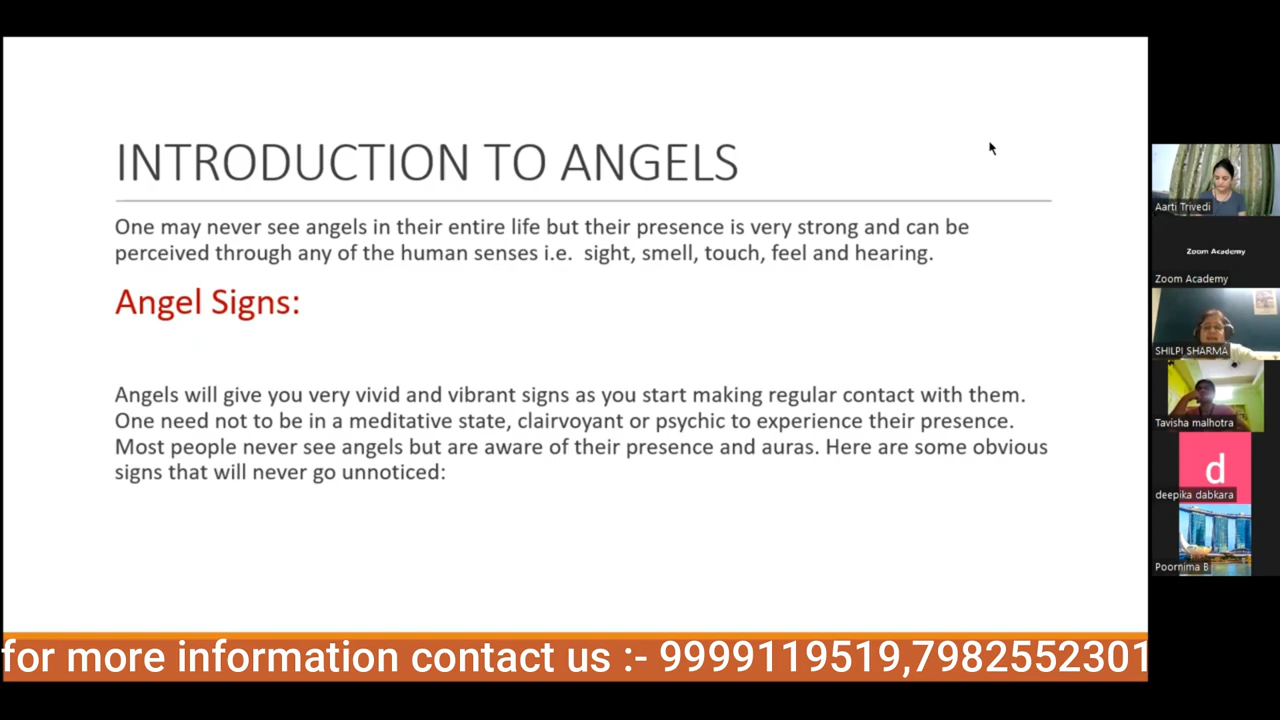 INTRODUCTION TO ANGELS
One may never see angels in their entire life but their presence is very strong and can be
perceived through any of the human senses i.e. sight, smell, touch, feel and hearing.
Angel Signs:
Angels will give you very vivid and vibrant signs as you start making regular contact with them.
One need not to be in a meditative state, clairvoyant or psychic to experience their presence.
Most people never see angels but are aware of their presence and auras. Here are some obvious
signs that will never go unnoticed:
for more information contact us :- 9999119519,7982552301
Aarti Trivedi
Zoom Academy
Zoom Academy
SHILPI SHARMA
Tavisha malhotra
d
deepika dabkara
Poornima B